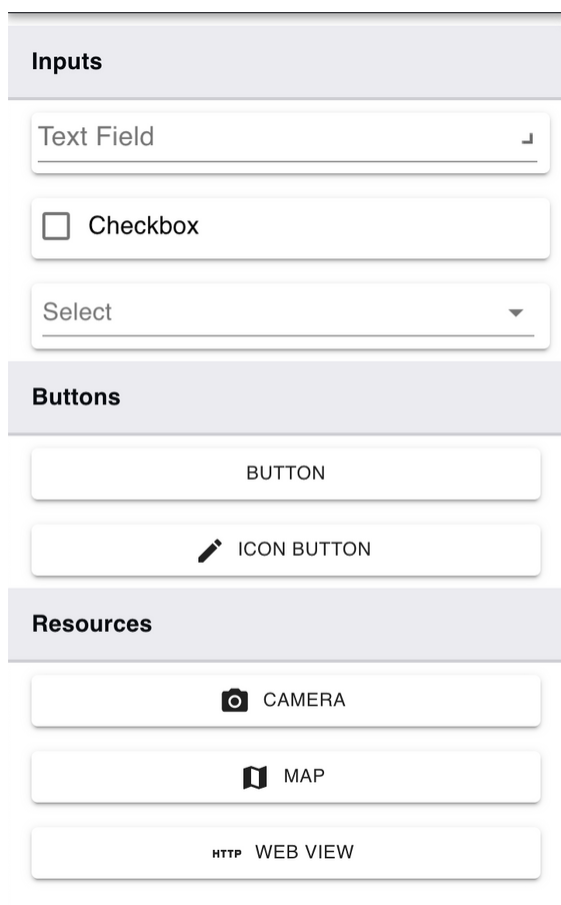 Inputs
Text Field
Checkbox
Select
Buttons
BUTTON
ICON BUTTON
Resources
CAMERA
MAP
HTTP WEB VIEW